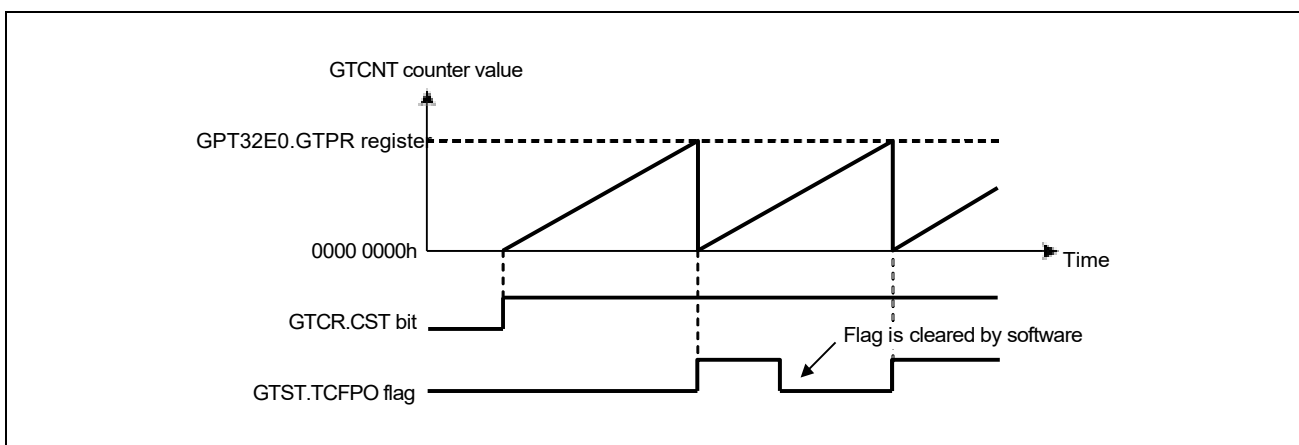 GTCNT counter value
GPT32E0.GTPR register
0000 0000h
Time
GTCR.CST bit
Flag is cleared by software
GTST.TCFPO flag